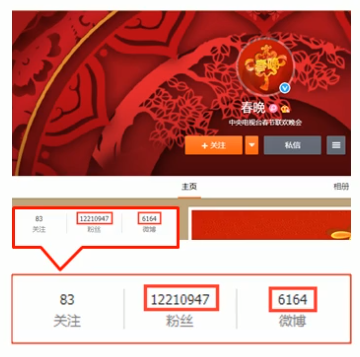 春晚
中央电视台春节联欢晚会
+ 关注
私信
主页
相册
83
12210947
6164
关注
粉丝
微博
83
12210947
6164
关注
粉丝
微博